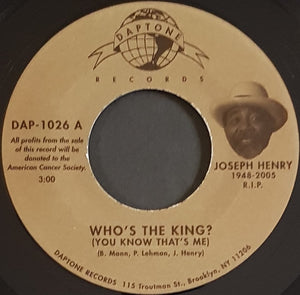 DAPTONE
RECORDS
DAP-1026 A
All profits from the sale
of this record will be
donated to the
American Cancer Society.
3:00
JOSEPH HENRY
1948-2005
R.I.P.
WHO'S THE KING?
(YOU KNOW THAT'S ME)
(B. Mann, P. Lehman, J. Henry)
DAPTONE RECORDS 115 Troutman St., Brooklyn, NY 11206